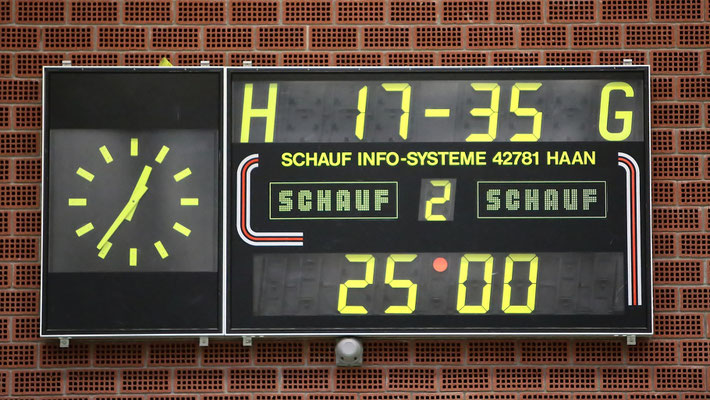 H 17-35 G
SCHAUF INFO-SYSTEME 42781 HAAN
SCHAUF 2 SCHAUF
25 00